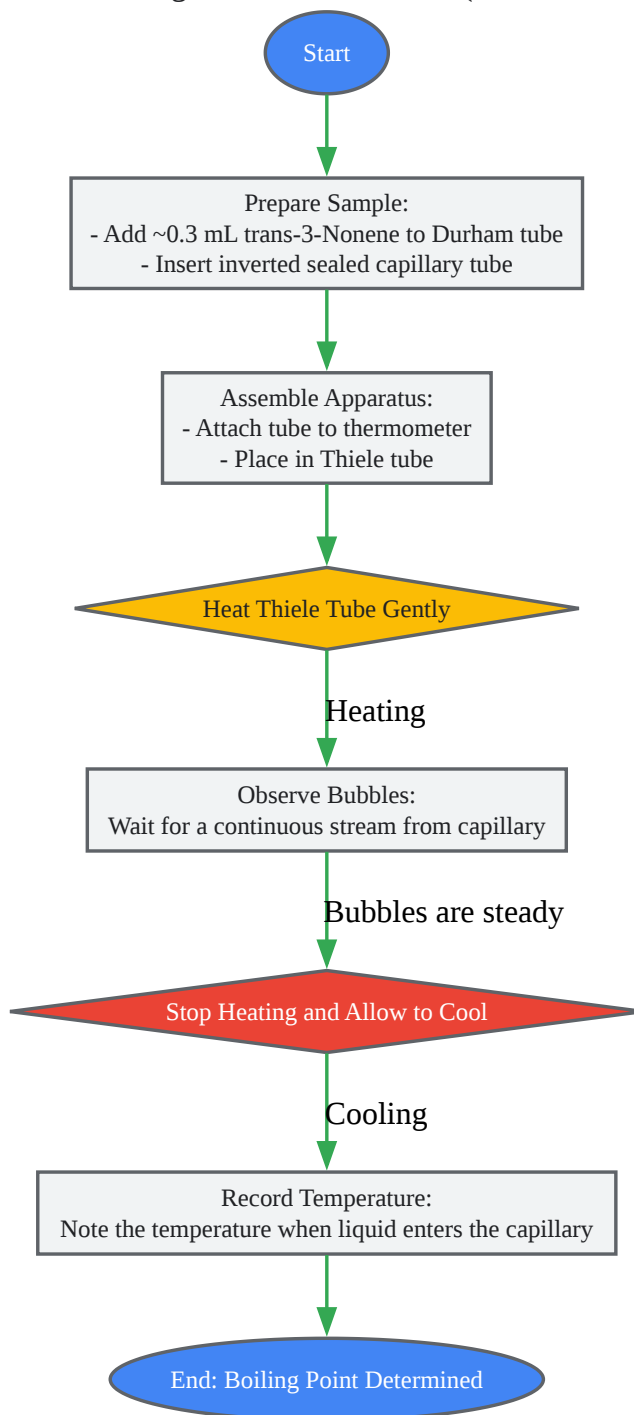 Start
Prepare Sample:
- Add ~0.3 mL trans-3-Nonene to Durham tube
- Insert inverted sealed capillary tube
Assemble Apparatus:
- Attach tube to thermometer
- Place in Thiele tube
Heat Thiele Tube Gently
Heating
Observe Bubbles:
Wait for a continuous stream from capillary
Bubbles are steady
Stop Heating and Allow to Cool
Cooling
Record Temperature:
Note the temperature when liquid enters the capillary
End: Boiling Point Determined